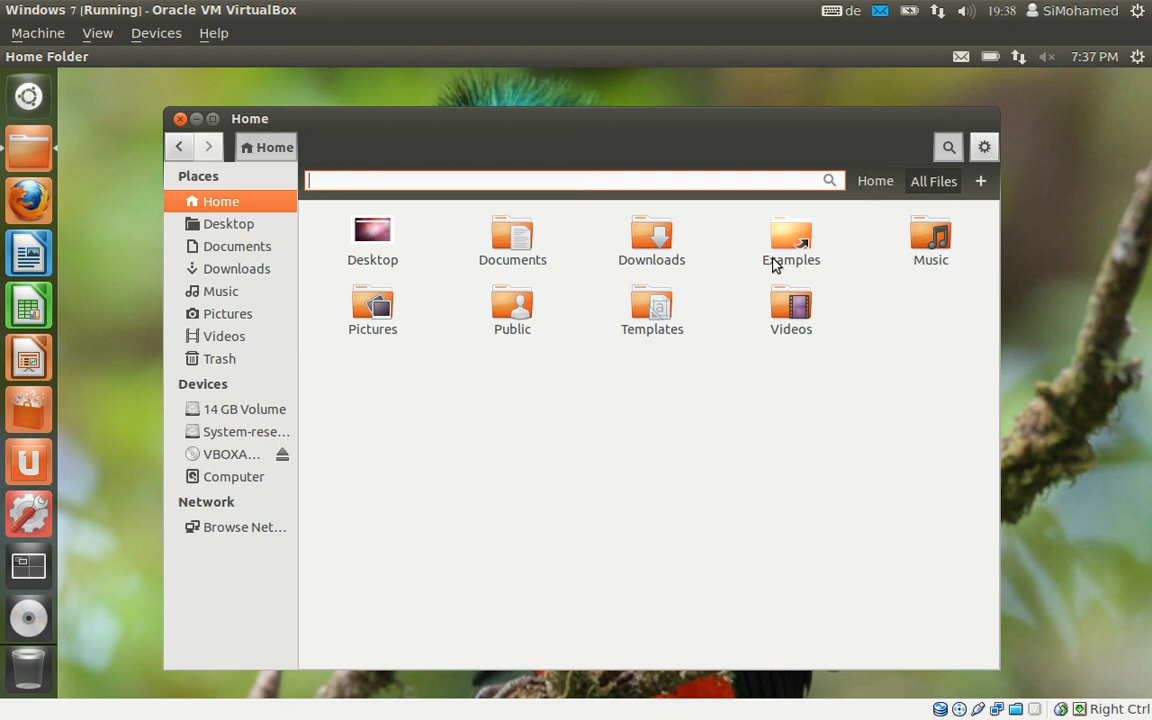 Windows 7 [Running] - Oracle VM VirtualBox
de
19:38
SiMohamed
Machine View Devices Help
Home Folder
7:37 PM
Home
Home
Places
Home
All Files
+
Home
Desktop
Documents
Downloads
Music
Pictures
Videos
Trash
Devices
14 GB Volume
System-rese...
VBOXA...
Computer
Network
Browse Net...
Desktop
Documents
Downloads
Examples
Music
Pictures
Public
Templates
Videos
Right Ctrl